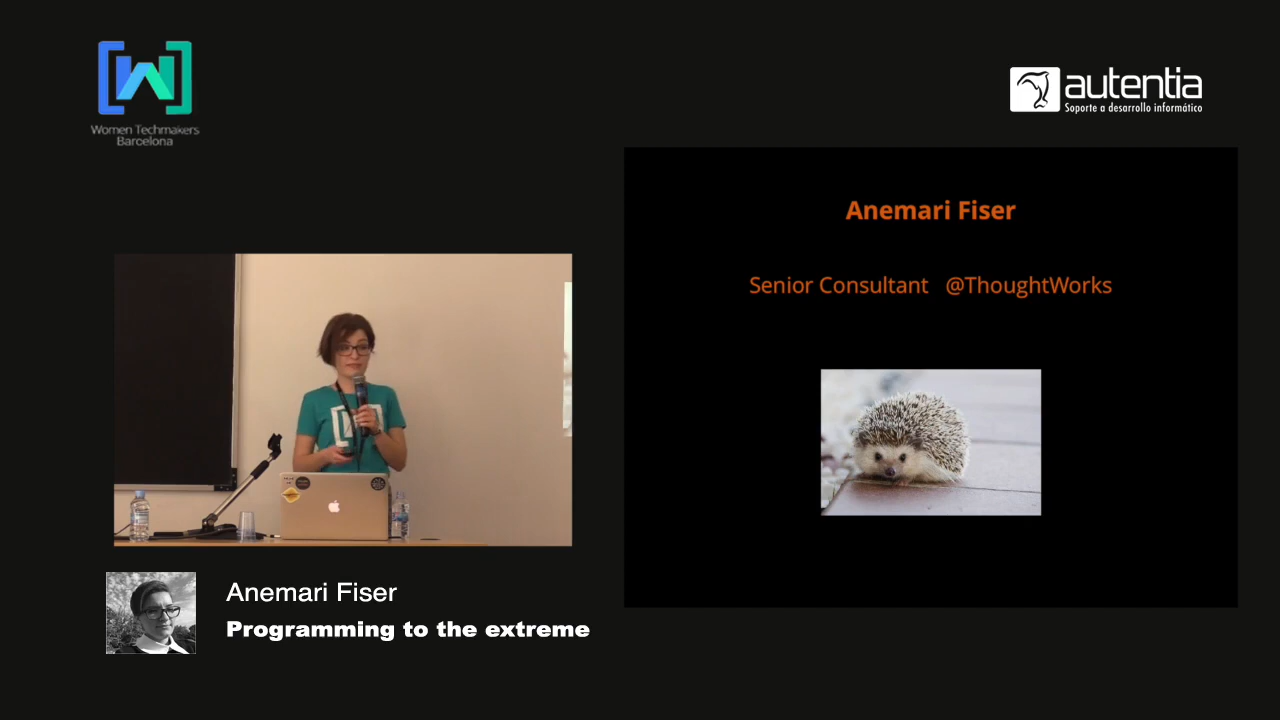 Women Techmakers
Barcelona
autentia
Soporte a desarrollo informático
Anemari Fiser
Senior Consultant @ThoughtWorks
Anemari Fiser
Programming to the extreme